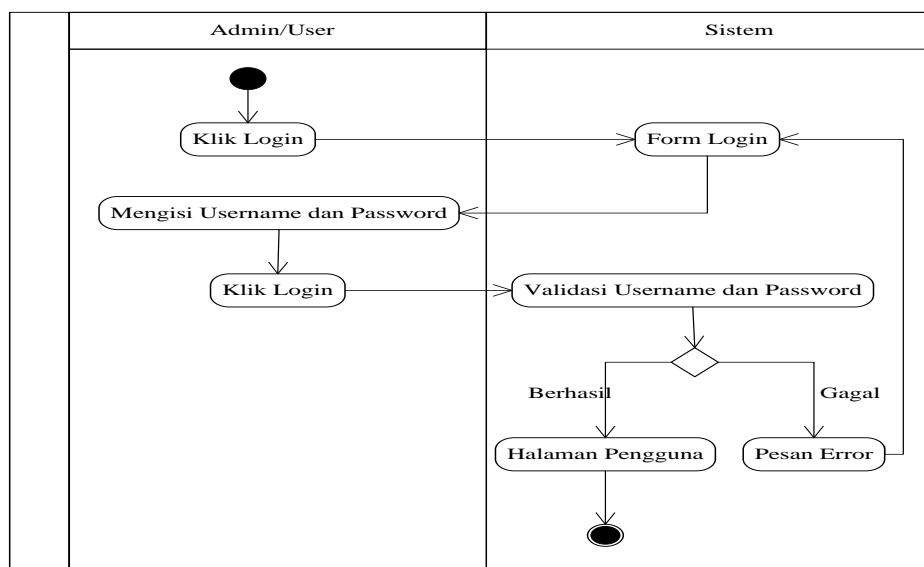 Admin/User
Sistem
Klik Login
Form Login
Mengisi Username dan Password
Klik Login
Validasi Username dan Password
Berhasil
Gagal
Halaman Pengguna
Pesan Error